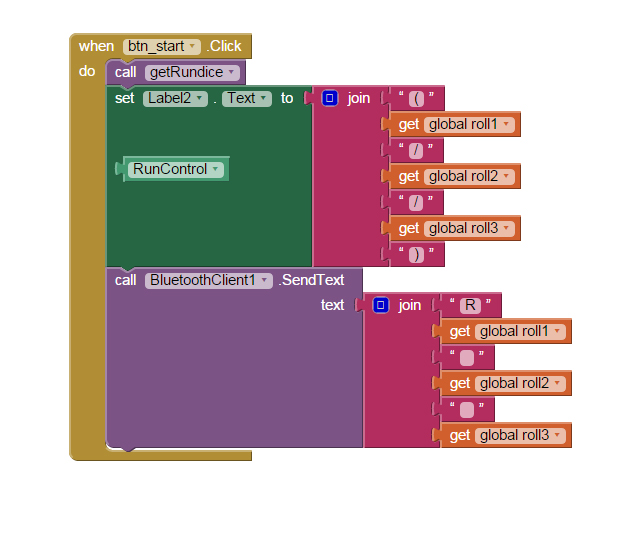 when btn_start .Click
do call getRundice
set Label2 . Text to join “ ( ”
get global roll1
“ / ”
RunControl
get global roll2
“ / ”
get global roll3
“ ) ”
call BluetoothClient1 .SendText
text join “ R ”
get global roll1
“ ”
get global roll2
“ ”
get global roll3